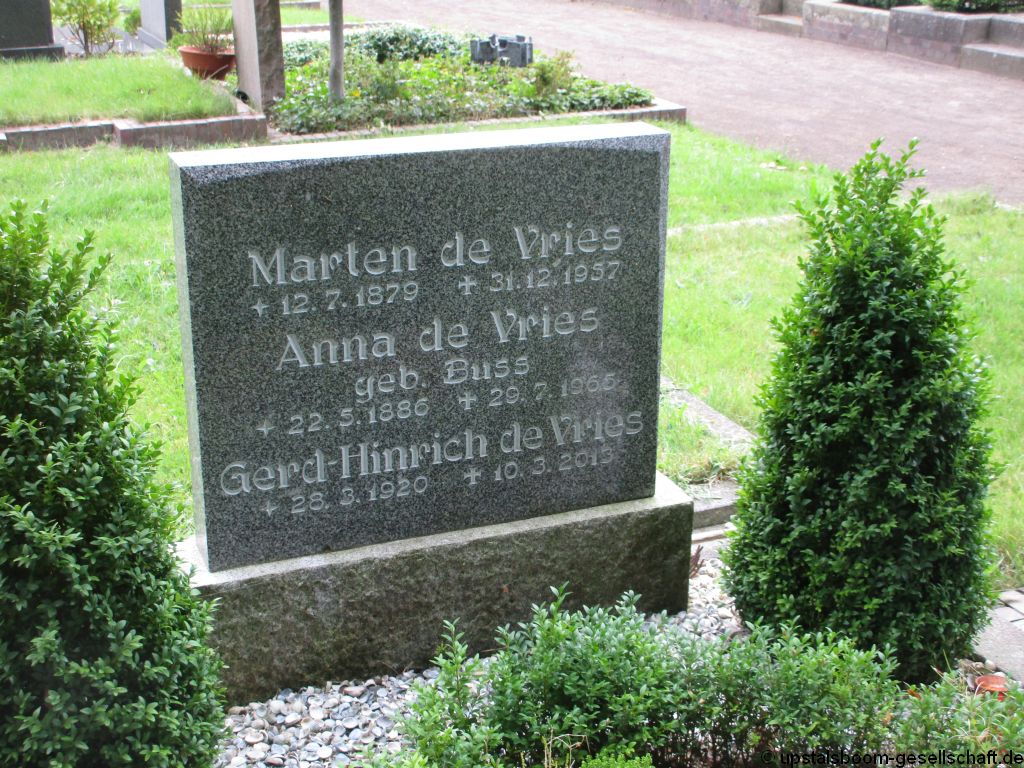 Marten de Vries
+ 12. 7. 1879 + 31. 12. 1957
Anna de Vries
geb. Buss
+ 22. 5. 1886 + 29. 7. 1965
Gerd-Hinrich de Vries
+ 28. 3. 1920 + 10. 3. 2013
© upstalsboom-gesellschaft.de